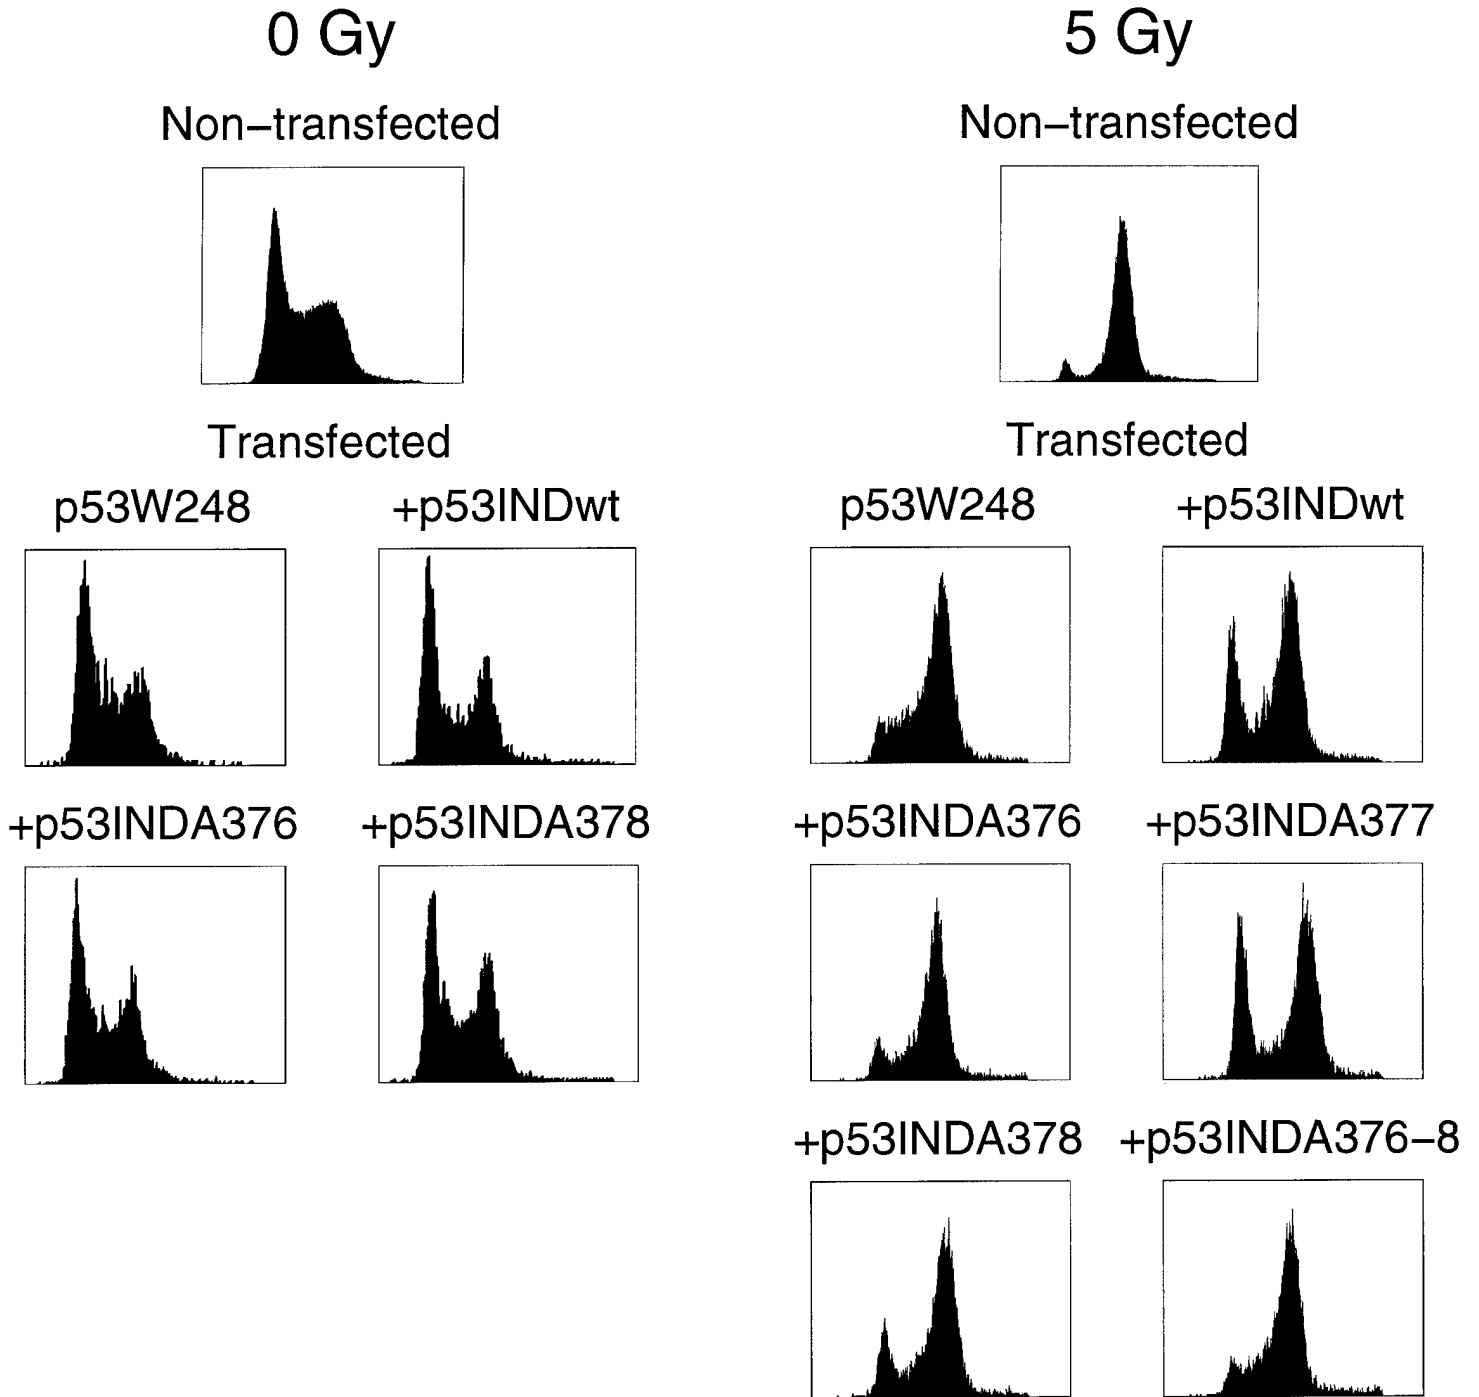 0 Gy
Non−transfected
Transfected
p53W248
+p53INDwt
+p53INDA376
+p53INDA378
5 Gy
Non−transfected
Transfected
p53W248
+p53INDwt
+p53INDA376
+p53INDA377
+p53INDA378
+p53INDA376−8